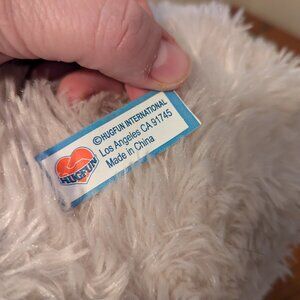 HUGFUN
©HUGFUN INTERNATIONAL
Los Angeles CA 91745
Made in China